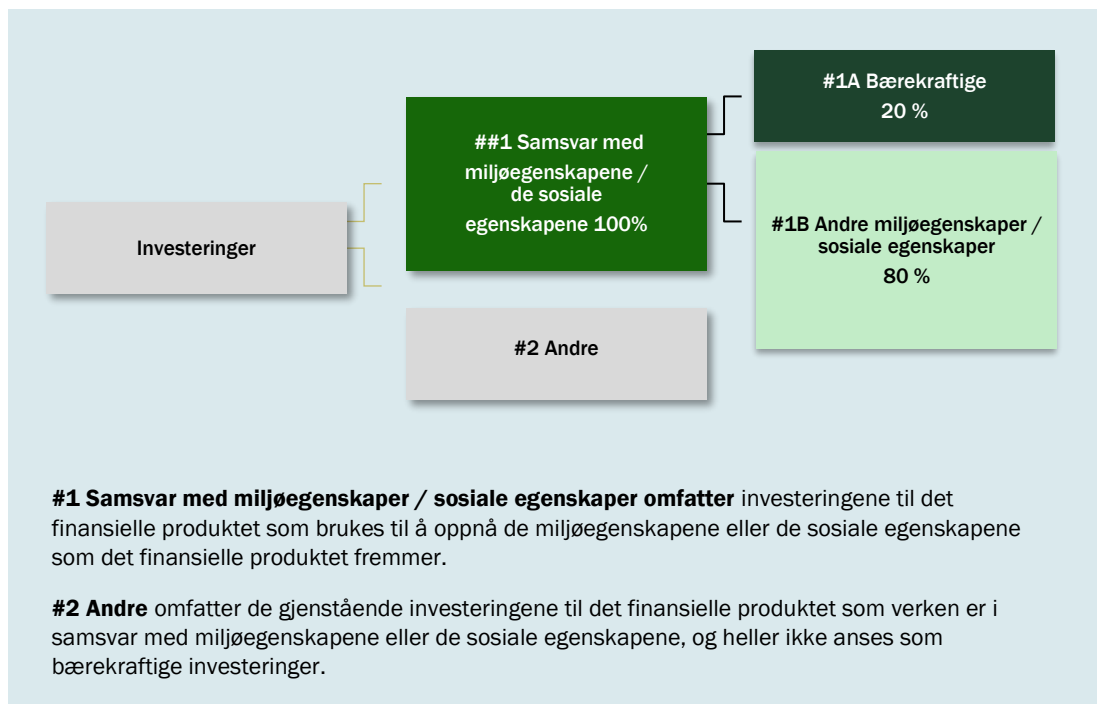 #1A Bærekraftige
20 %
##1 Samsvar med
miljøegenskapene /
de sosiale
egenskapene 100%
#1B Andre miljøegenskaper /
sosiale egenskaper
80 %
Investeringer
#2 Andre
#1 Samsvar med miljøegenskaper / sosiale egenskaper omfatter investeringene til det
finansielle produktet som brukes til å oppnå de miljøegenskapene eller de sosiale egenskapene
som det finansielle produktet fremmer.
#2 Andre omfatter de gjenstående investeringene til det finansielle produktet som verken er i
samsvar med miljøegenskapene eller de sosiale egenskapene, og heller ikke anses som
bærekraftige investeringer.